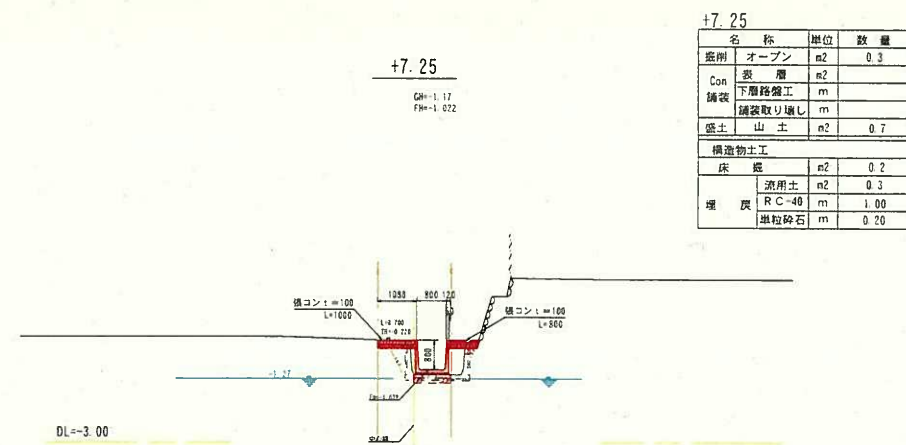 +7.25
GH=-1.17
FH=-1.022
+7.25
名 称 単位 数 量
掘削 オープン m2 0.3
Con 舗装 表 層 m2
下層路盤工 m
舗装取り壊し m
盛土 山 土 m2 0.7
構造物土工
床 掘 m2 0.2
埋 戻 流用土 m2 0.3
RC-40 m 1.00
単粒砕石 m 0.20
1080 800 120
張コン t=100
L=1000
張コン t=100
L=800
800
-1.27
DL=-3.00